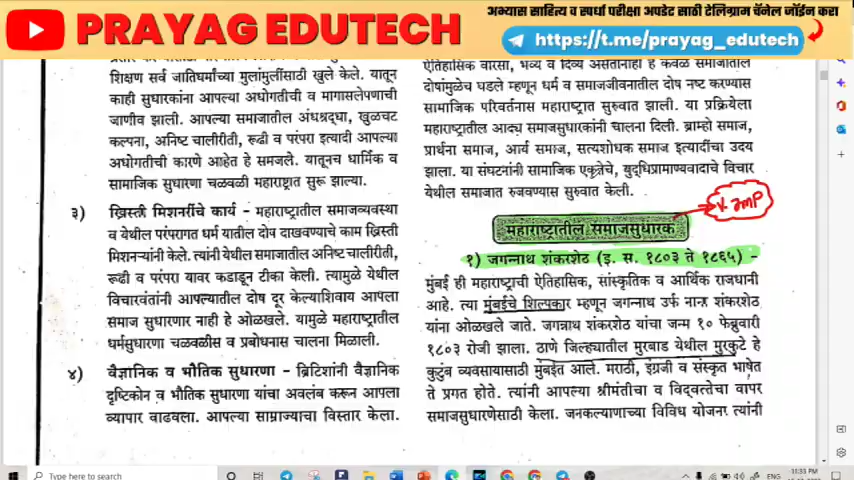 PRAYAG EDUTECH
अभ्यास साहित्य व स्पर्धा परीक्षा अपडेट साठी टेलिग्राम चॅनेल जॉईन करा
https://t.me/prayag_edutech
शिक्षण सर्व जातिधर्माच्या मुलांमुलींसाठी खुले केले. यातून
काही सुधारकांना आपल्या अधोगतीची व मागासलेपणाची
जाणीव झाली. आपल्या समाजातील अंधश्रद्धा, खुळचट
कल्पना, अनिष्ट चालीरीती, रूढी व परंपरा इत्यादी आपल्या
अधोगतीची कारणे आहेत हे समजले. यातूनच धार्मिक व
सामाजिक सुधारणा चळवळी महाराष्ट्रात सुरू झाल्या.
३) ख्रिस्ती मिशनरींचे कार्य - महाराष्ट्रातील समाजव्यवस्था
व येथील परंपरागत धर्म यातील दोष दाखवण्याचे काम ख्रिस्ती
मिशनऱ्यांनी केले. त्यांनी येथील समाजातील अनिष्ट चालीरीती,
रूढी व परंपरा यावर कडाडून टीका केली. त्यामुळे येथील
विचारवंतांनी आपल्यातील दोष दूर केल्याशिवाय आपला
समाज सुधारणार नाही हे ओळखले. यामुळे महाराष्ट्रातील
धर्मसुधारणा चळवळीस व प्रबोधनास चालना मिळाली.
४) वैज्ञानिक व भौतिक सुधारणा - ब्रिटिशांनी वैज्ञानिक
दृष्टिकोन व भौतिक सुधारणा यांचा अवलंब करून आपला
व्यापार वाढवला. आपल्या साम्राज्याचा विस्तार केला.
ऐतिहासिक वारसा, भव्य व दिव्य असतानाही हे केवळ समाजातील
दोषांमुळेच घडले म्हणून धर्म व समाजजीवनातील दोष नष्ट करण्यास
सामाजिक परिवर्तनास महाराष्ट्रात सुरुवात झाली. या प्रक्रियेला
महाराष्ट्रातील आद्य समाजसुधारकांनी चालना दिली. ब्राम्हो समाज,
प्रार्थना समाज, आर्य समाज, सत्यशोधक समाज इत्यादींचा उदय
झाला. या संघटनांनी सामाजिक एकत्रतेचे, युद्धिप्रामाण्यवादाचे विचार
येथील समाजात रुजवण्यास सुरुवात केली.
महाराष्ट्रातील समाजसुधारक
IMP
१) जगन्नाथ शंकरशेठ (इ. स. १८०३ ते १८६५) -
मुंबई ही महाराष्ट्राची ऐतिहासिक, सांस्कृतिक व आर्थिक राजधानी
आहे. त्या मुंबईचे शिल्पकार म्हणून जगन्नाथ उर्फ नाना शंकरशेठ
यांना ओळखले जाते. जगन्नाथ शंकरशेठ यांचा जन्म १० फेब्रुवारी
१८०३ रोजी झाला. ठाणे जिल्ह्यातील मुरबाड येथील मुरकुटे हे
कुटुंब व्यवसायासाठी मुंबईत आले. मराठी, इंग्रजी व संस्कृत भाषेत
ते प्रगत होते. त्यांनी आपल्या श्रीमंतीचा व विद्वत्तेचा वापर
समाजसुधारणेसाठी केला. जनकल्याणाच्या विविध योजना त्यांनी
Type here to search
11:33 PM